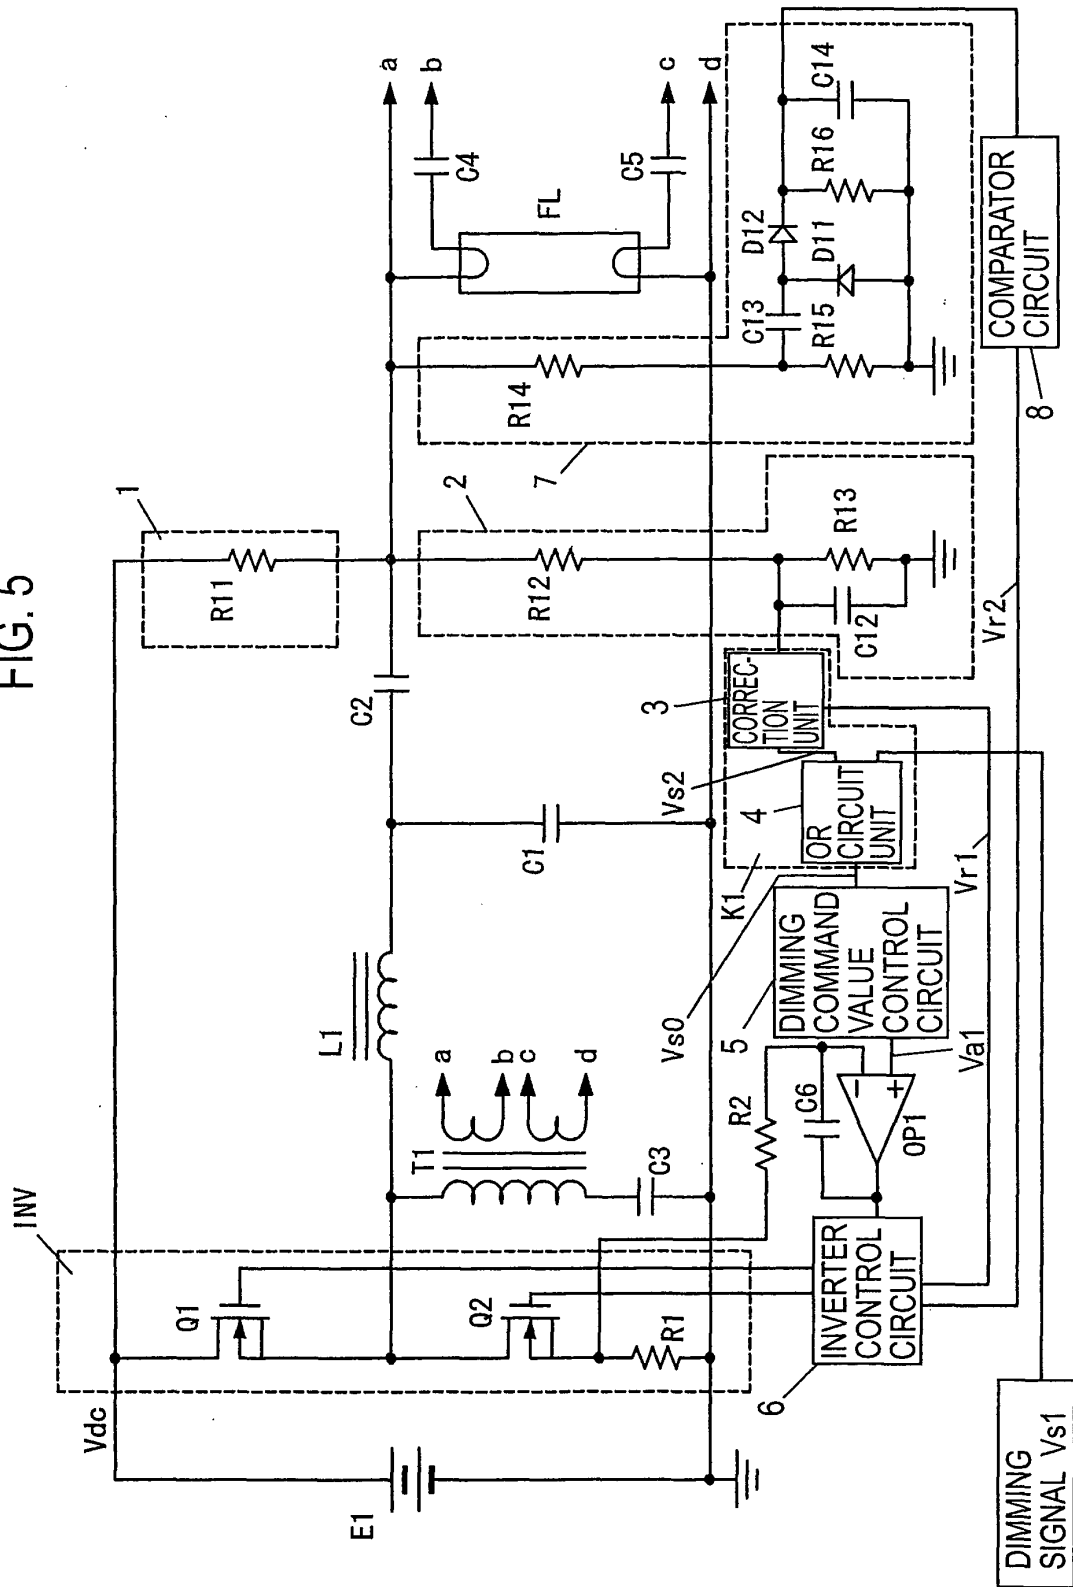 FIG. 5
INV
1
Vdc
Q1
R11
a
b
C4
L1
C2
2
T1
a
b
c
d
R12
R14
FL
C5
c
d
E1
Q2
C3
C1
7
R1
R2
Vs2
3
CORREC-
TION
UNIT
C12
R13
C13
D12
R15
D11
R16
C14
K1
4
OR
CIRCUIT
UNIT
Vs0
5
DIMMING
COMMAND
VALUE
CONTROL
CIRCUIT
C6
−
+
OP1
Va1
6
INVERTER
CONTROL
CIRCUIT
Vr1
Vr2
8
COMPARATOR
CIRCUIT
DIMMING
SIGNAL Vs1